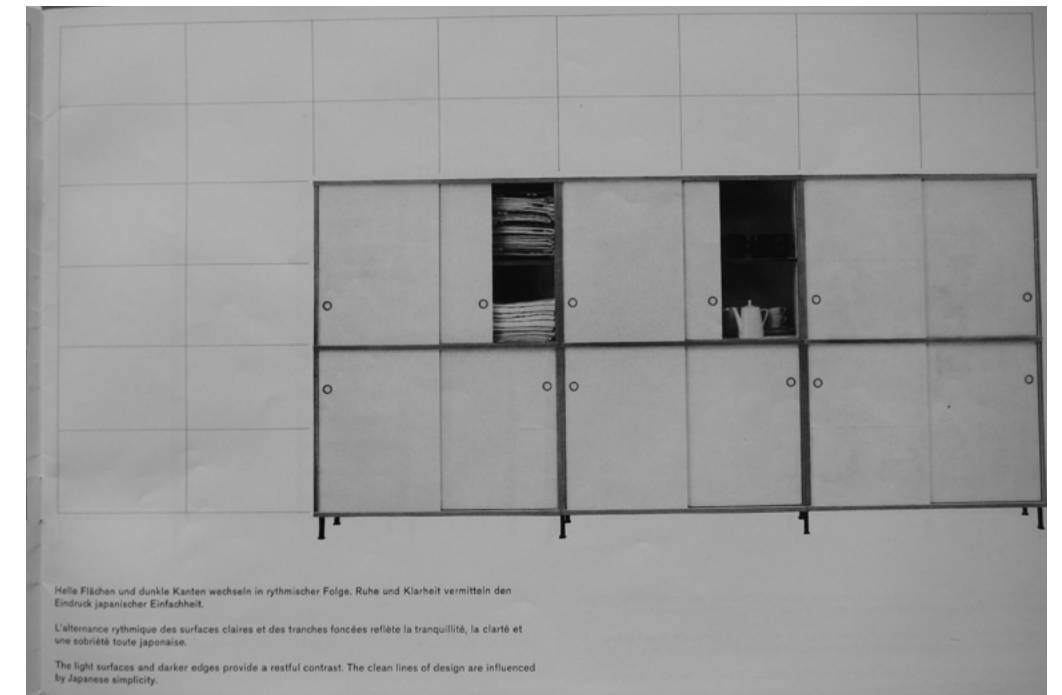 Helle Flächen und dunkle Kanten wechseln in rythmischer Folge. Ruhe und Klarheit vermitteln den
Eindruck japanischer Einfachheit.
L'alternance rythmique des surfaces claires et des tranches foncées reflète la tranquillité, la clarté et
une sobriété toute japonaise.
The light surfaces and darker edges provide a restful contrast. The clean lines of design are influenced
by Japanese simplicity.